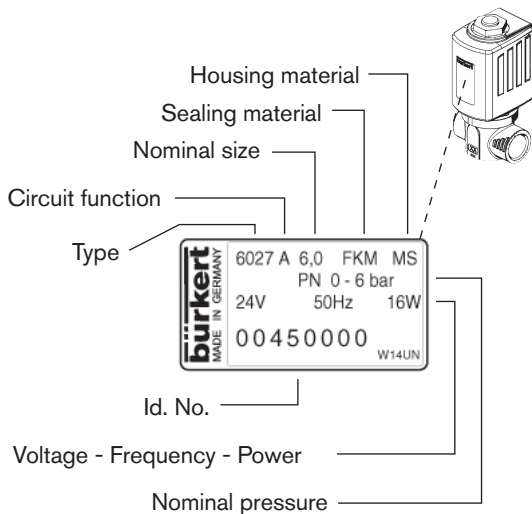 Housing material
Sealing material
Nominal size
Circuit function
Type
bürkert
MADE IN GERMANY
6027 A 6,0 FKM MS
PN 0 - 6 bar
24V 50Hz 16W
00450000
W14UN
Id. No.
Voltage - Frequency - Power
Nominal pressure